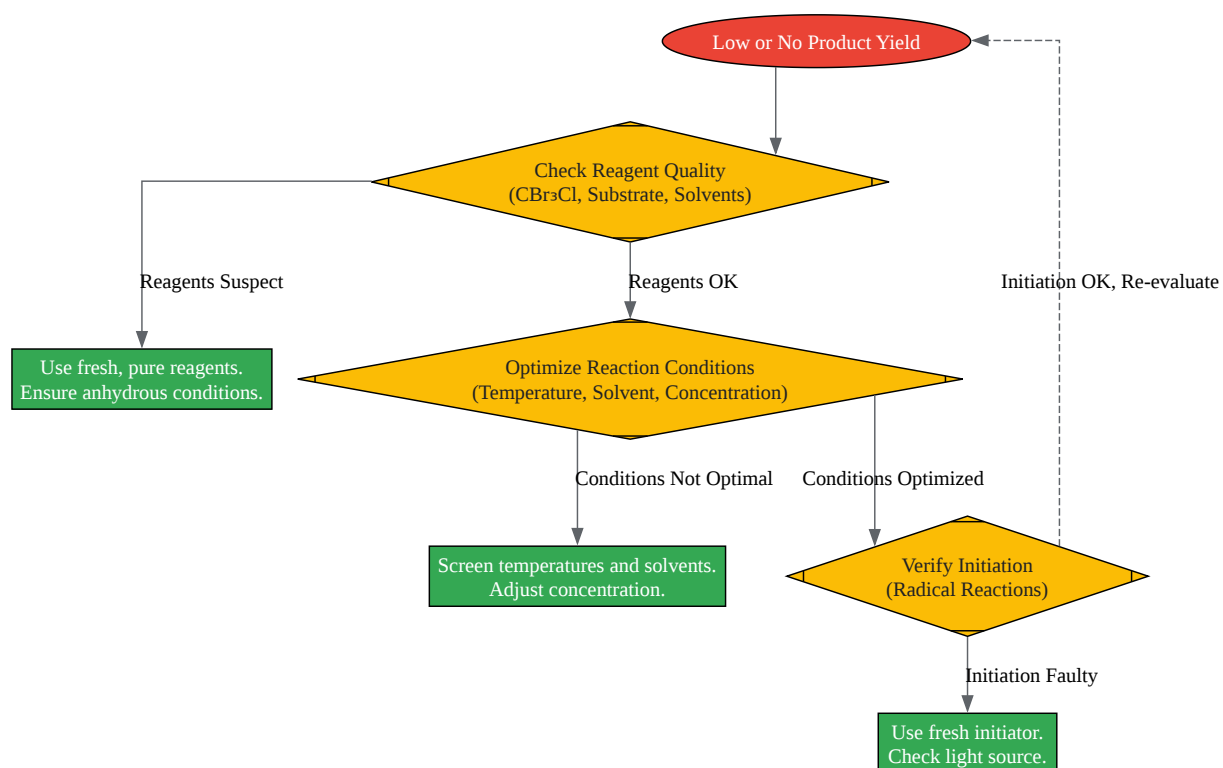 Low or No Product Yield
Check Reagent Quality
(CBr₃Cl, Substrate, Solvents)
Reagents Suspect
Reagents OK
Initiation OK, Re-evaluate
Use fresh, pure reagents.
Ensure anhydrous conditions.
Optimize Reaction Conditions
(Temperature, Solvent, Concentration)
Conditions Not Optimal
Conditions Optimized
Screen temperatures and solvents.
Adjust concentration.
Verify Initiation
(Radical Reactions)
Initiation Faulty
Use fresh initiator.
Check light source.